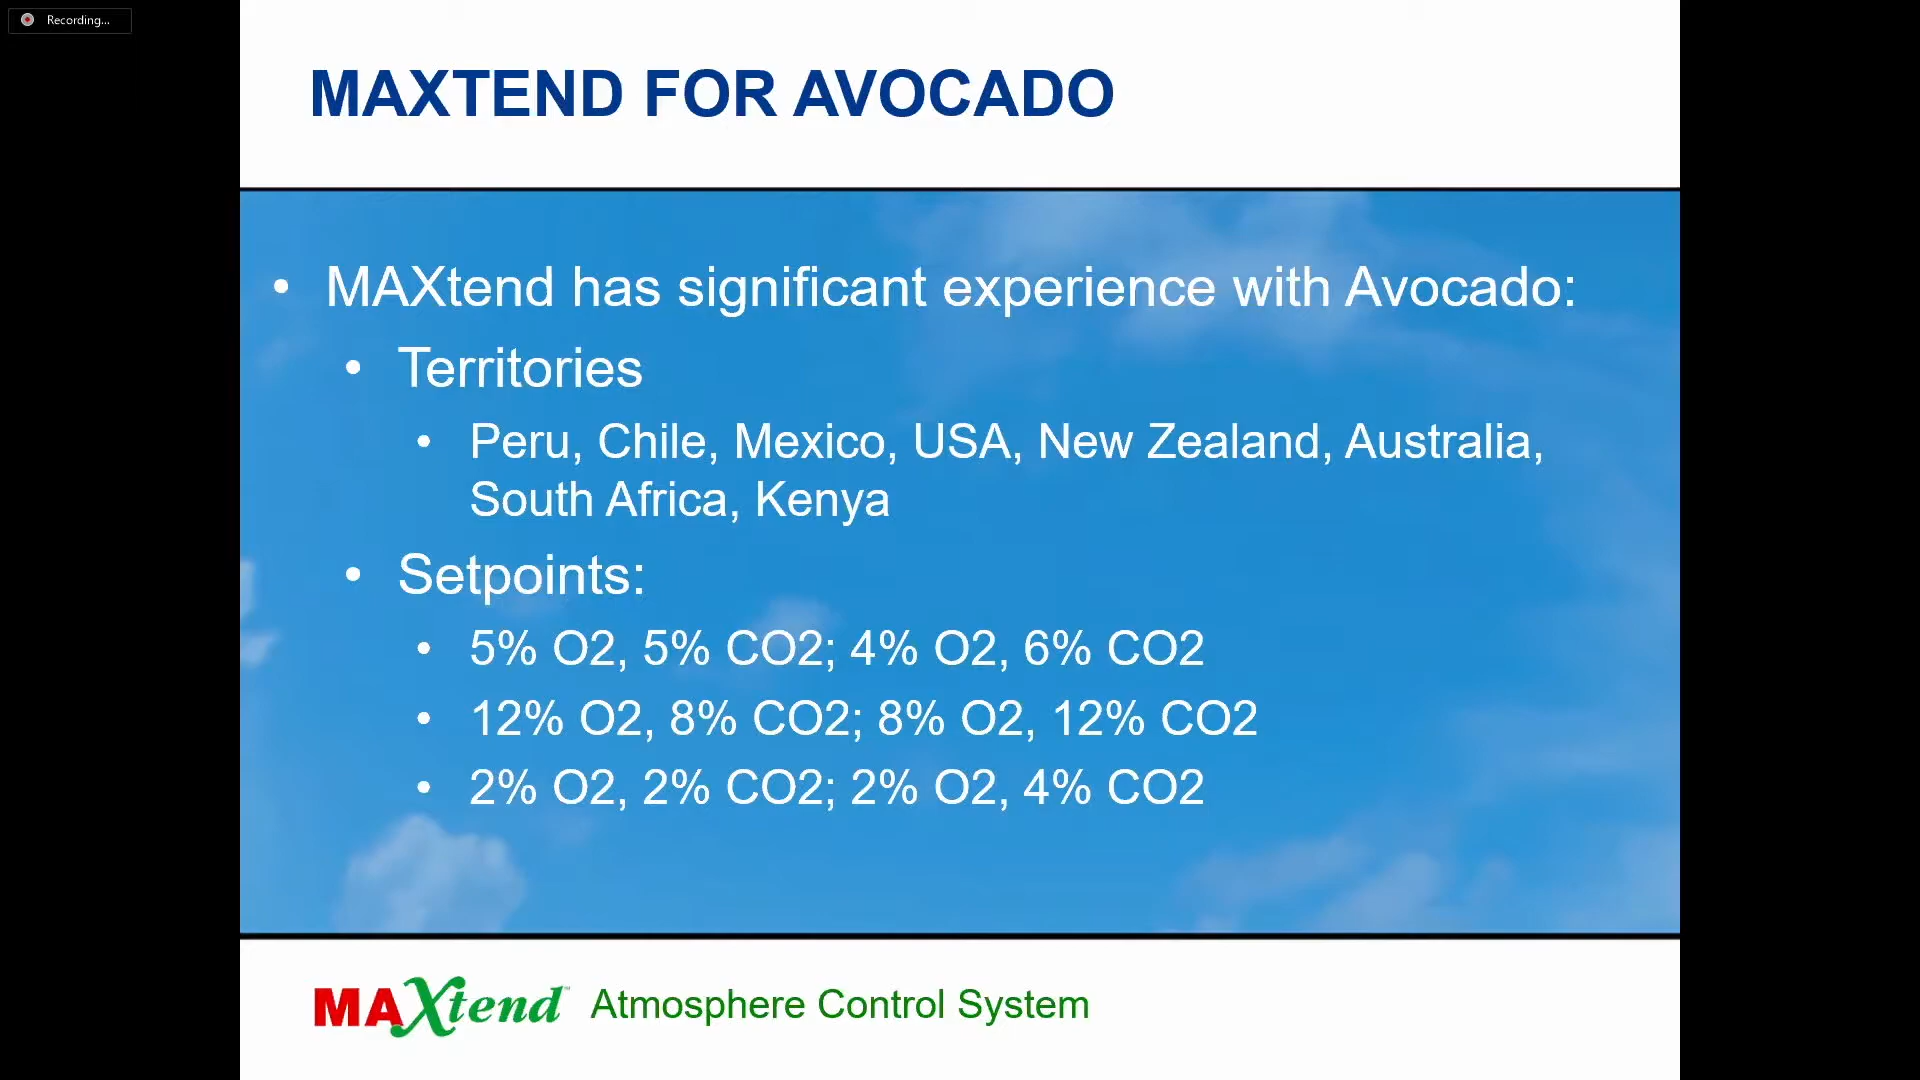 Recording...
MAXTEND FOR AVOCADO
• MAXtend has significant experience with Avocado:
• Territories
• Peru, Chile, Mexico, USA, New Zealand, Australia,
South Africa, Kenya
• Setpoints:
• 5% O2, 5% CO2; 4% O2, 6% CO2
• 12% O2, 8% CO2; 8% O2, 12% CO2
• 2% O2, 2% CO2; 2% O2, 4% CO2
MAXtend™ Atmosphere Control System